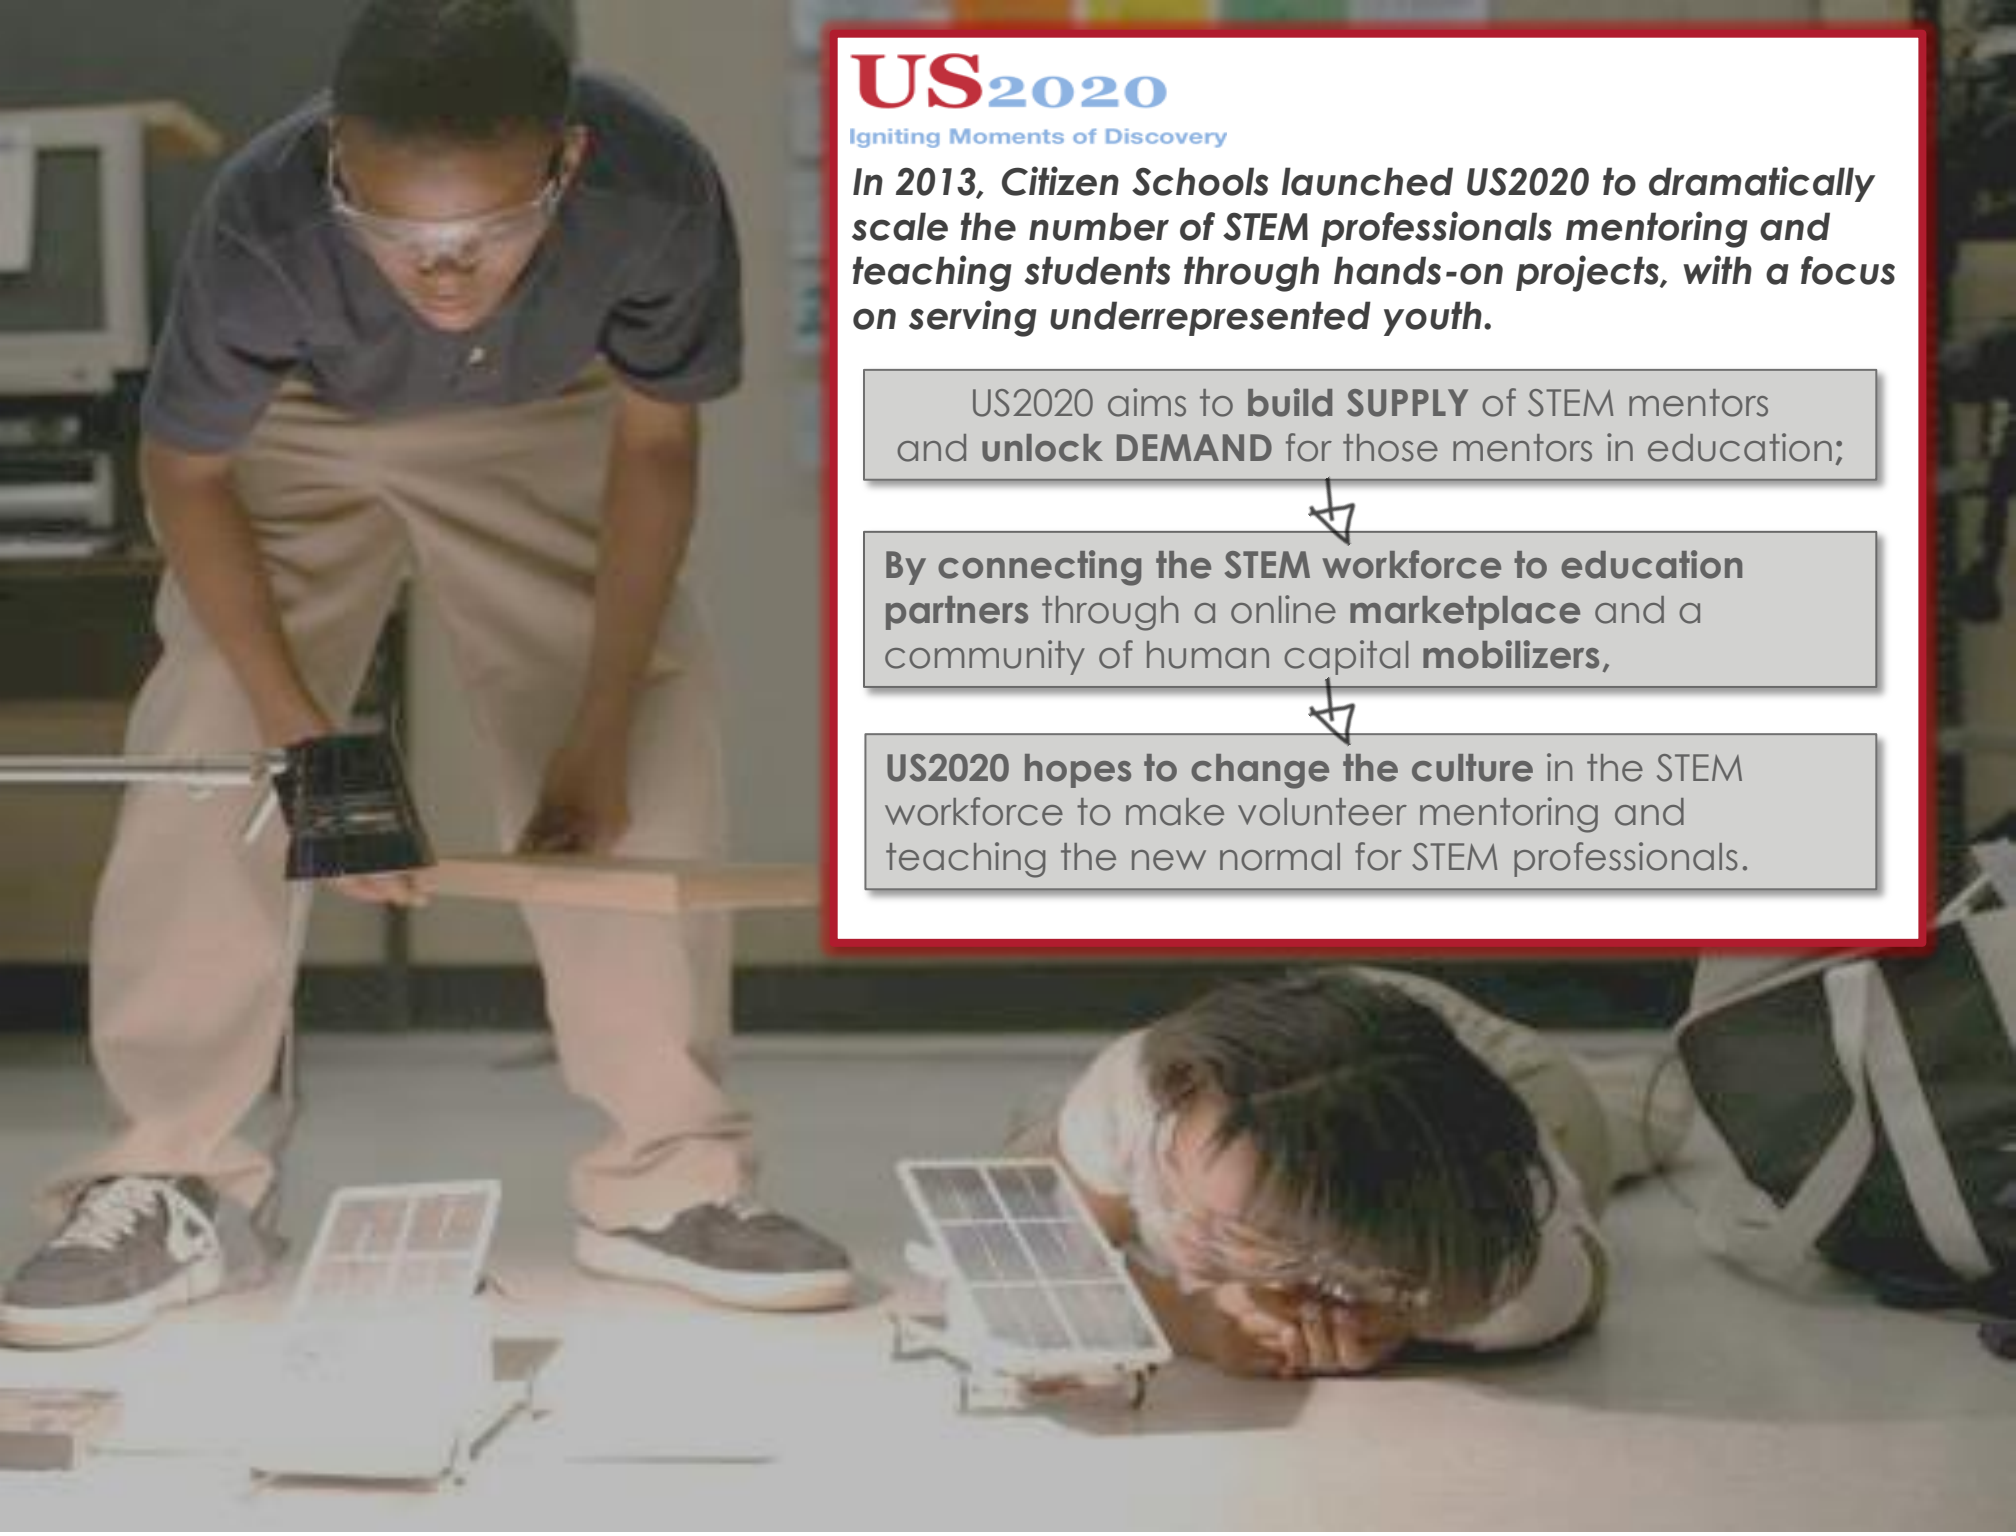 US2020
Igniting Moments of Discovery
In 2013, Citizen Schools launched US2020 to dramatically
scale the number of STEM professionals mentoring and
teaching students through hands-on projects, with a focus
on serving underrepresented youth.
US2020 aims to build SUPPLY of STEM mentors
and unlock DEMAND for those mentors in education;
By connecting the STEM workforce to education
partners through a online marketplace and a
community of human capital mobilizers,
US2020 hopes to change the culture in the STEM
workforce to make volunteer mentoring and
teaching the new normal for STEM professionals.